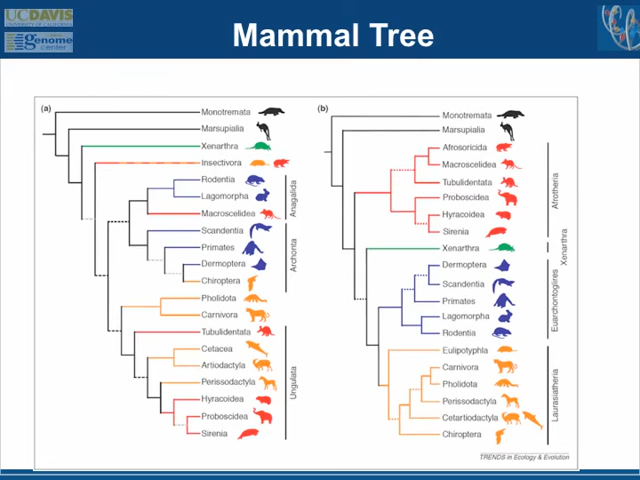 UCDAVIS
UNIVERSITY OF CALIFORNIA
genome
center
Mammal Tree
(a)
Monotremata
Marsupialia
Xenarthra
Insectivora
Rodentia
Lagomorpha
Macroscelidea
Anagalida
Scandentia
Primates
Dermoptera
Chiroptera
Archonta
Pholidota
Carnivora
Tubulidentata
Cetacea
Artiodactyla
Perissodactyla
Hyracoidea
Proboscidea
Sirenia
Ungulata
(b)
Monotremata
Marsupialia
Afrosoricida
Macroscelidea
Tubulidentata
Proboscidea
Hyracoidea
Sirenia
Afrotheria
Xenarthra
Xenarthra
Dermoptera
Scandentia
Primates
Lagomorpha
Rodentia
Euarchontoglires
Eulipotyphla
Carnivora
Pholidota
Perissodactyla
Cetartiodactyla
Chiroptera
Laurasiatheria
TRENDS in Ecology & Evolution